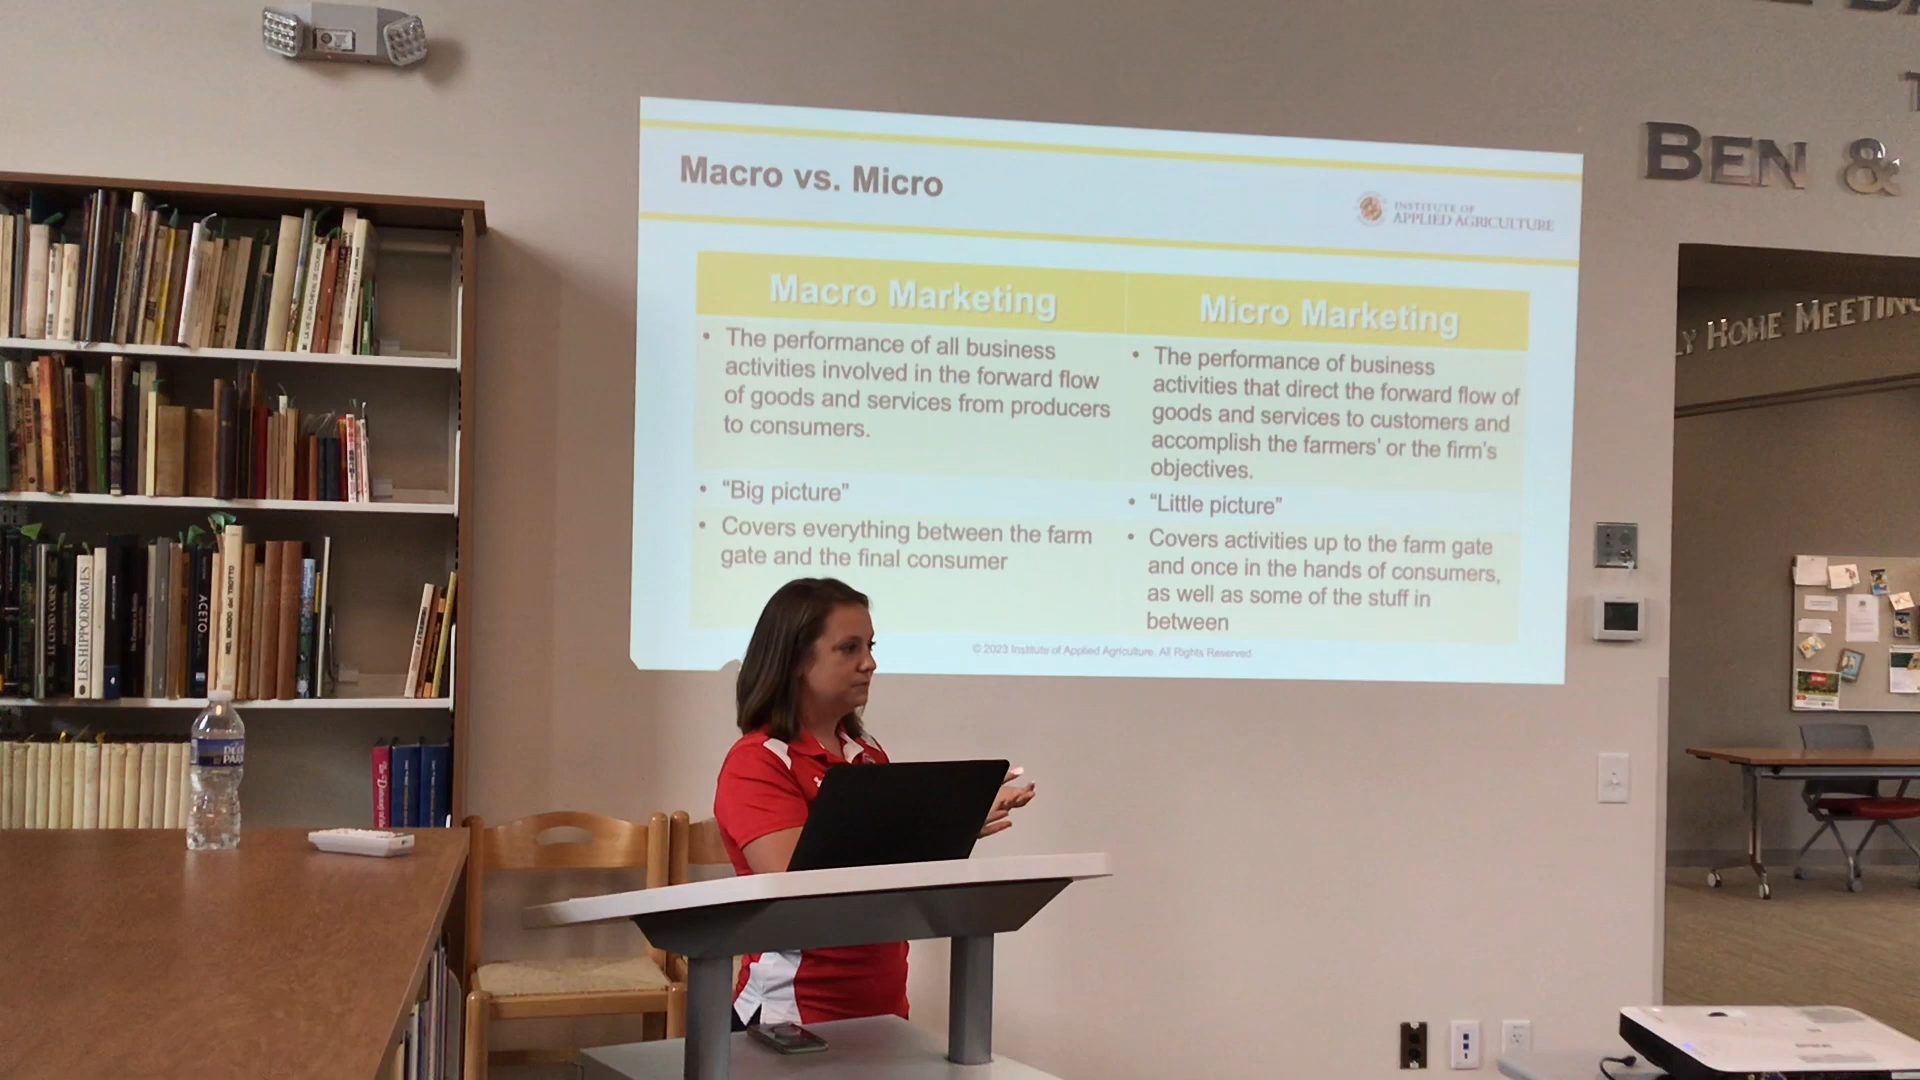 Macro vs. Micro
INSTITUTE OF
APPLIED AGRICULTURE
Macro Marketing
• The performance of all business
activities involved in the forward flow
of goods and services from producers
to consumers.
• “Big picture”
• Covers everything between the farm
gate and the final consumer
Micro Marketing
• The performance of business
activities that direct the forward flow of
goods and services to customers and
accomplish the farmers’ or the firm’s
objectives.
• “Little picture”
• Covers activities up to the farm gate
and once in the hands of consumers,
as well as some of the stuff in
between
© 2023 Institute of Applied Agriculture. All Rights Reserved
BEN &
HOME MEETING
LES HIPPODROMES
ACETO
NEL MONDO del TROTTO